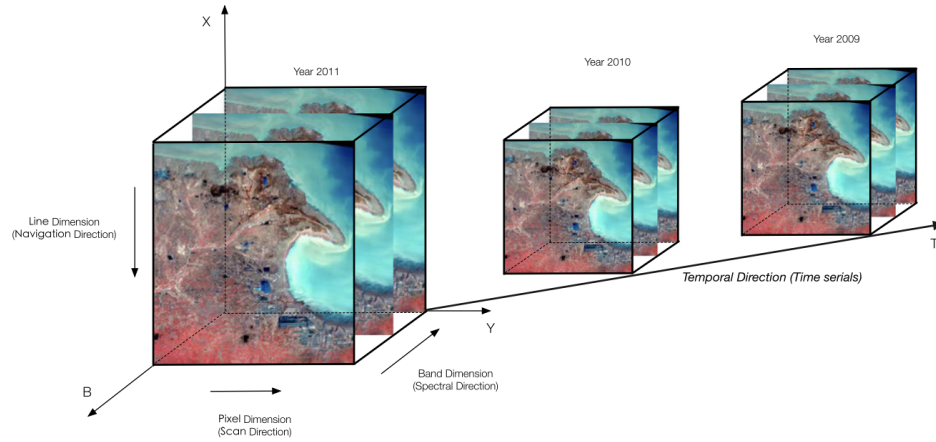 X
Year 2011
Year 2010
Year 2009
Line Dimension
(Navigation Direction)
T
Temporal Direction (Time serials)
Y
Band Dimension
(Spectral Direction)
B
Pixel Dimension
(Scan Direction)